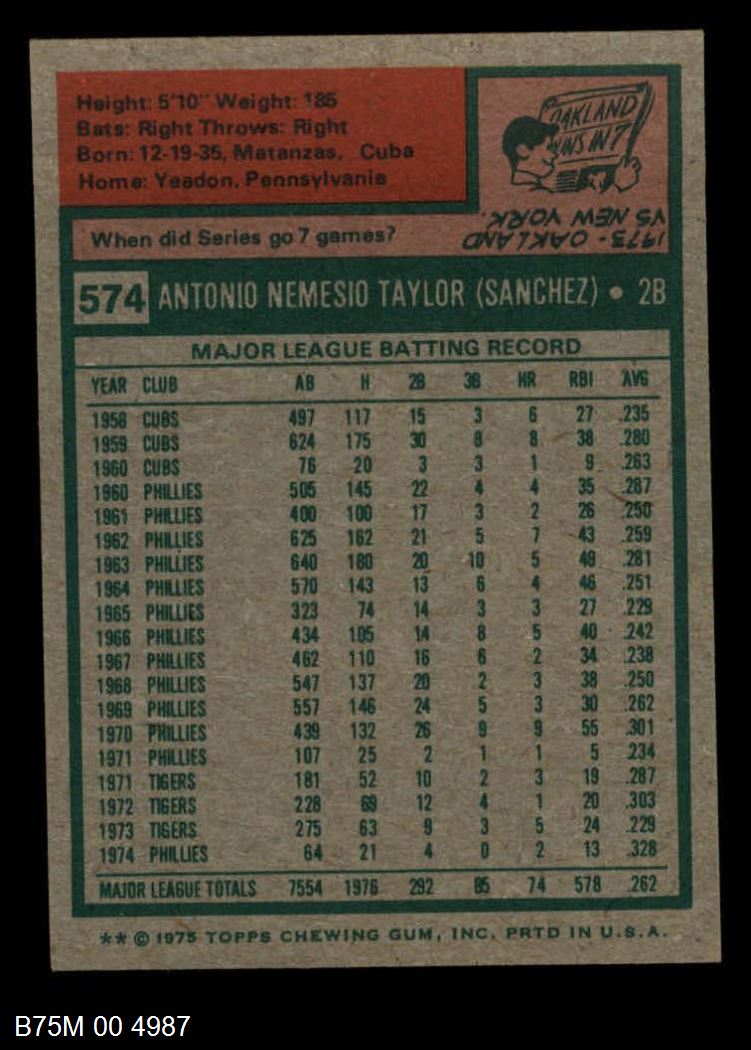 Height: 5'10" Weight: 185
Bats: Right Throws: Right
Born: 12-19-35, Matanzas, Cuba
Home: Yeadon, Pennsylvania
OAKLAND
WINS IN 7
When did Series go 7 games?
1973 - OAKLAND
VS NEW YORK.
574 ANTONIO NEMESIO TAYLOR (SANCHEZ) • 2B
MAJOR LEAGUE BATTING RECORD
YEAR CLUB AB H 2B 3B HR RBI AVG
1958 CUBS 497 117 15 3 6 27 .235
1959 CUBS 624 175 30 8 8 38 .280
1960 CUBS 76 20 3 3 1 9 .263
1960 PHILLIES 505 145 22 4 4 35 .287
1961 PHILLIES 400 100 17 3 2 26 .250
1962 PHILLIES 625 162 21 5 7 43 .259
1963 PHILLIES 640 180 20 10 5 49 .281
1964 PHILLIES 570 143 13 6 4 46 .251
1965 PHILLIES 323 74 14 3 3 27 .229
1966 PHILLIES 434 105 14 8 5 40 .242
1967 PHILLIES 462 110 16 6 2 34 .238
1968 PHILLIES 547 137 20 2 3 38 .250
1969 PHILLIES 557 146 24 5 3 30 .262
1970 PHILLIES 439 132 26 9 9 55 .301
1971 PHILLIES 107 25 2 1 1 5 .234
1971 TIGERS 181 52 10 2 3 19 .287
1972 TIGERS 228 69 12 4 1 20 .303
1973 TIGERS 275 63 9 3 5 24 .229
1974 PHILLIES 64 21 4 0 2 13 .328
MAJOR LEAGUE TOTALS 7554 1976 292 85 74 578 .262
** © 1975 TOPPS CHEWING GUM, INC. PRTD IN U.S.A.
B75M 00 4987